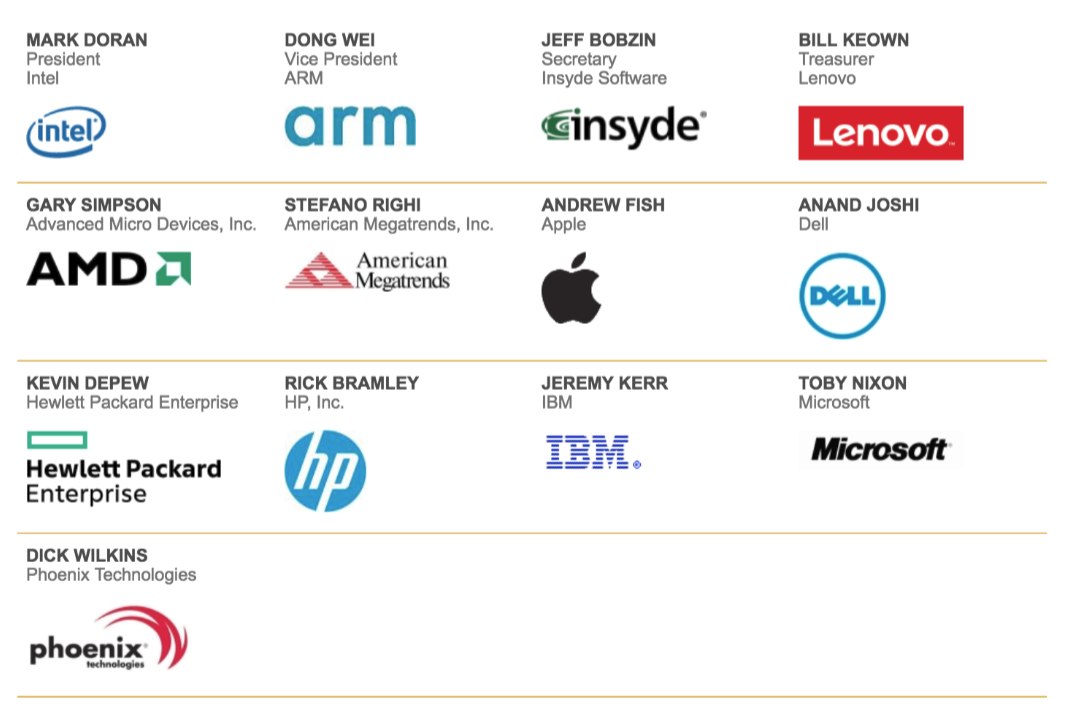 MARK DORAN
President
Intel
intel®
DONG WEI
Vice President
ARM
arm
JEFF BOBZIN
Secretary
Insyde Software
insyde®
BILL KEOWN
Treasurer
Lenovo
Lenovo™
GARY SIMPSON
Advanced Micro Devices, Inc.
AMD
STEFANO RIGHI
American Megatrends, Inc.
American
Megatrends
ANDREW FISH
Apple
ANAND JOSHI
Dell
DELL
KEVIN DEPEW
Hewlett Packard Enterprise
Hewlett Packard
Enterprise
RICK BRAMLEY
HP, Inc.
hp
JEREMY KERR
IBM
IBM®
TOBY NIXON
Microsoft
Microsoft
DICK WILKINS
Phoenix Technologies
phoenix®
technologies